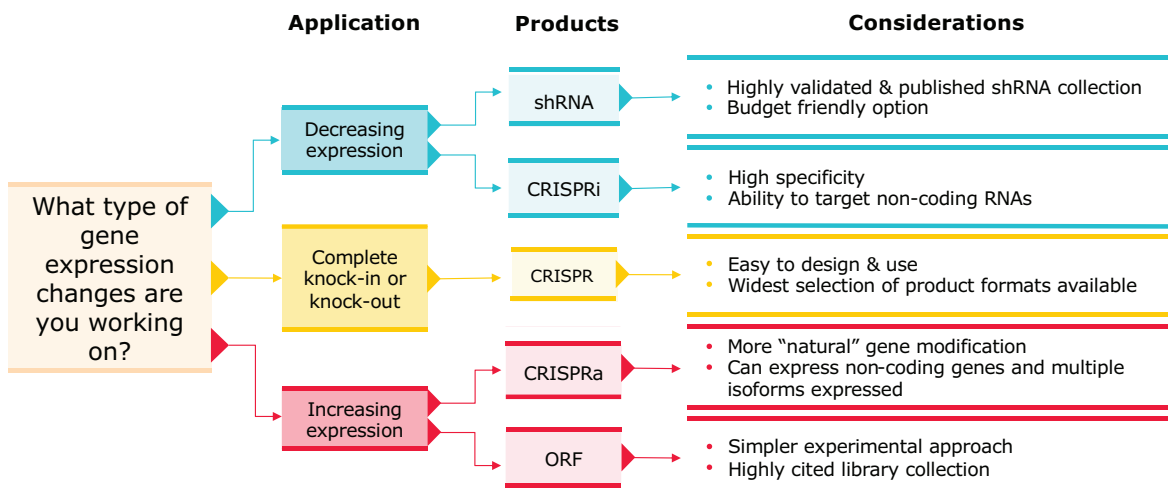 Application
Products
Considerations
What type of
gene
expression
changes are
you working
on?
Decreasing
expression
shRNA
• Highly validated & published shRNA collection
• Budget friendly option
CRISPRi
• High specificity
• Ability to target non-coding RNAs
Complete
knock-in or
knock-out
CRISPR
• Easy to design & use
• Widest selection of product formats available
Increasing
expression
CRISPRa
• More “natural” gene modification
• Can express non-coding genes and multiple
isoforms expressed
ORF
• Simpler experimental approach
• Highly cited library collection